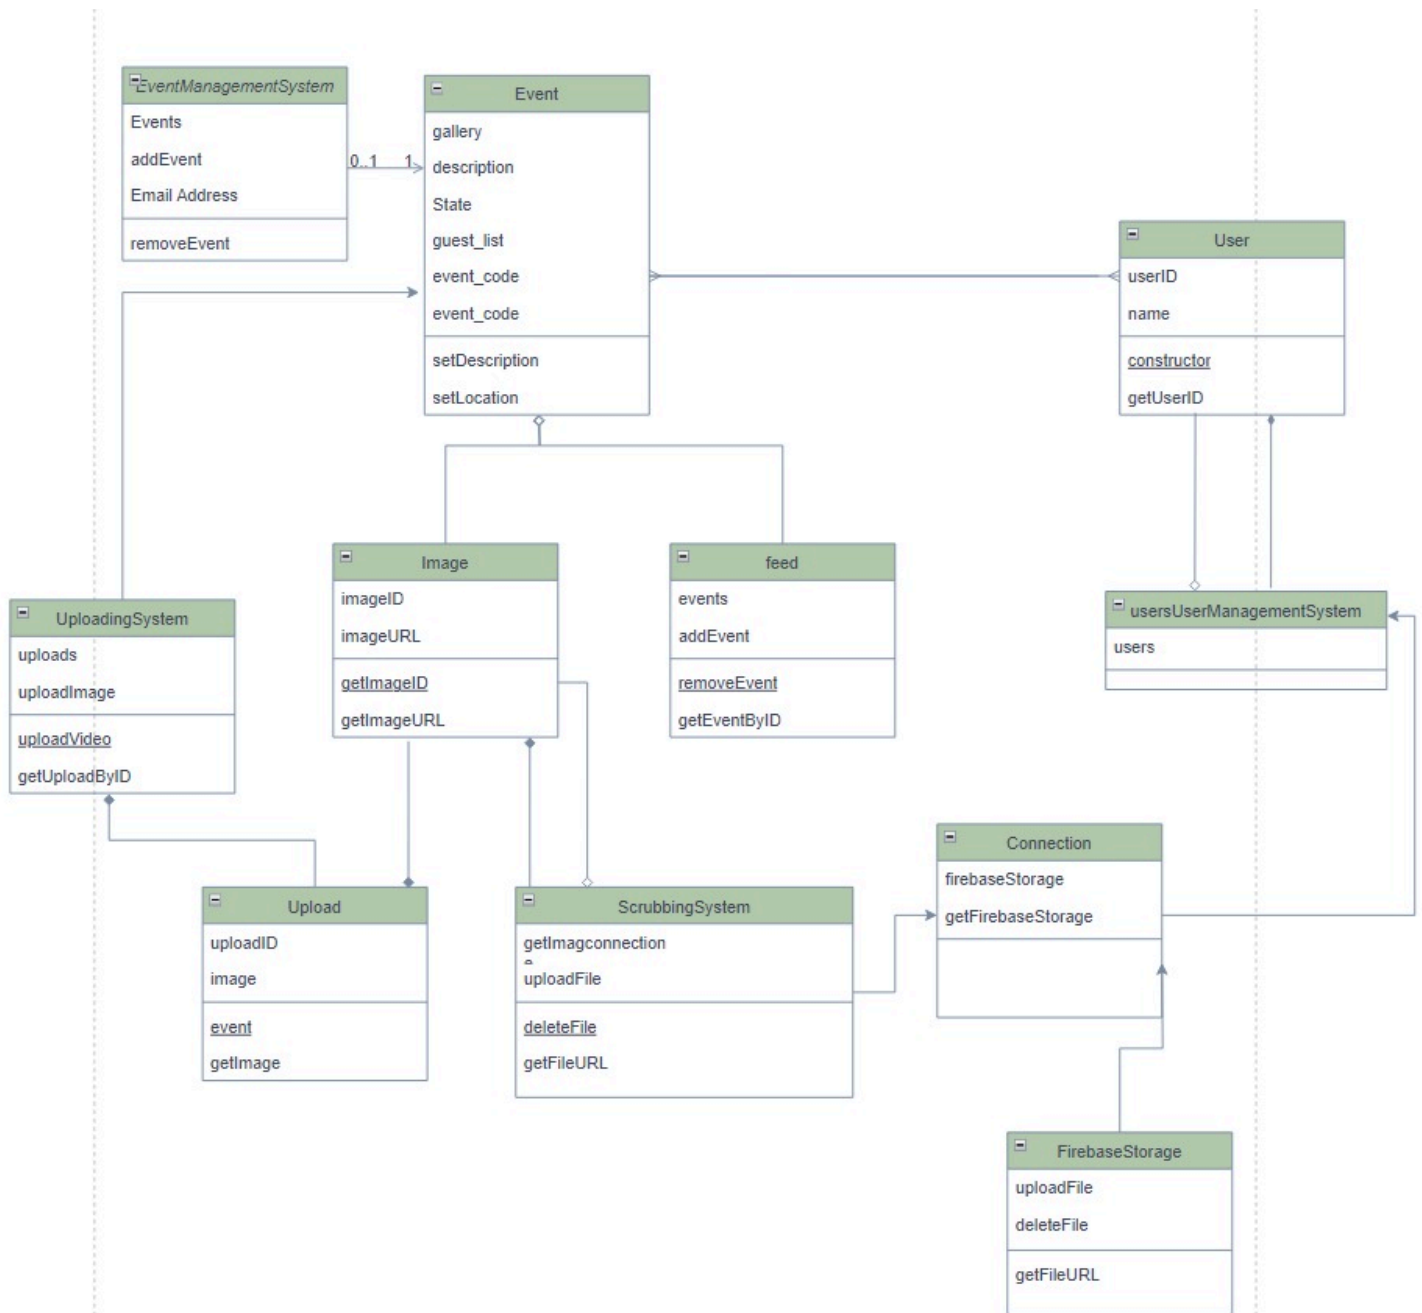 EventManagementSystem
Events
addEvent
Email Address
removeEvent
0..1 1
Event
gallery
description
State
guest_list
event_code
event_code
setDescription
setLocation
User
userID
name
constructor
getUserID
Image
imageID
imageURL
getImageID
getImageURL
feed
events
addEvent
removeEvent
getEventByID
UploadingSystem
uploads
uploadImage
uploadVideo
getUploadByID
usersUserManagementSystem
users
Upload
uploadID
image
event
getImage
ScrubbingSystem
getImagconnection
e
uploadFile
deleteFile
getFileURL
Connection
firebaseStorage
getFirebaseStorage
FirebaseStorage
uploadFile
deleteFile
getFileURL